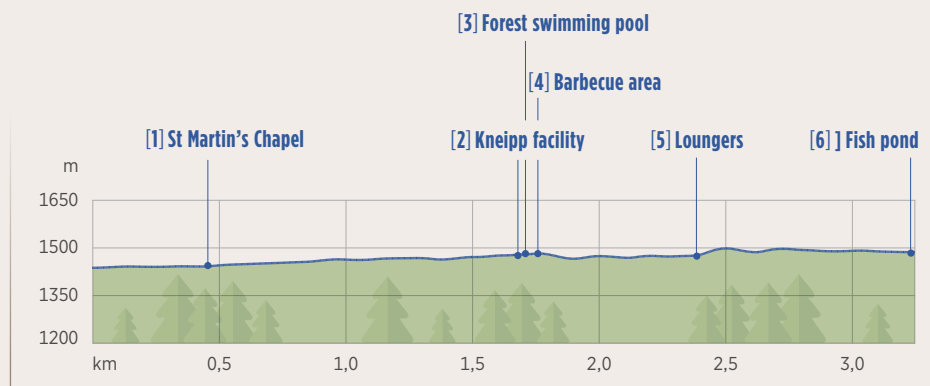 [3] Forest swimming pool
[4] Barbecue area
[1] St Martin's Chapel
[2] Kneipp facility
[5] Loungers
[6] ] Fish pond
m
1650
1500
1350
1200
km 0,5 1,0 1,5 2,0 2,5 3,0